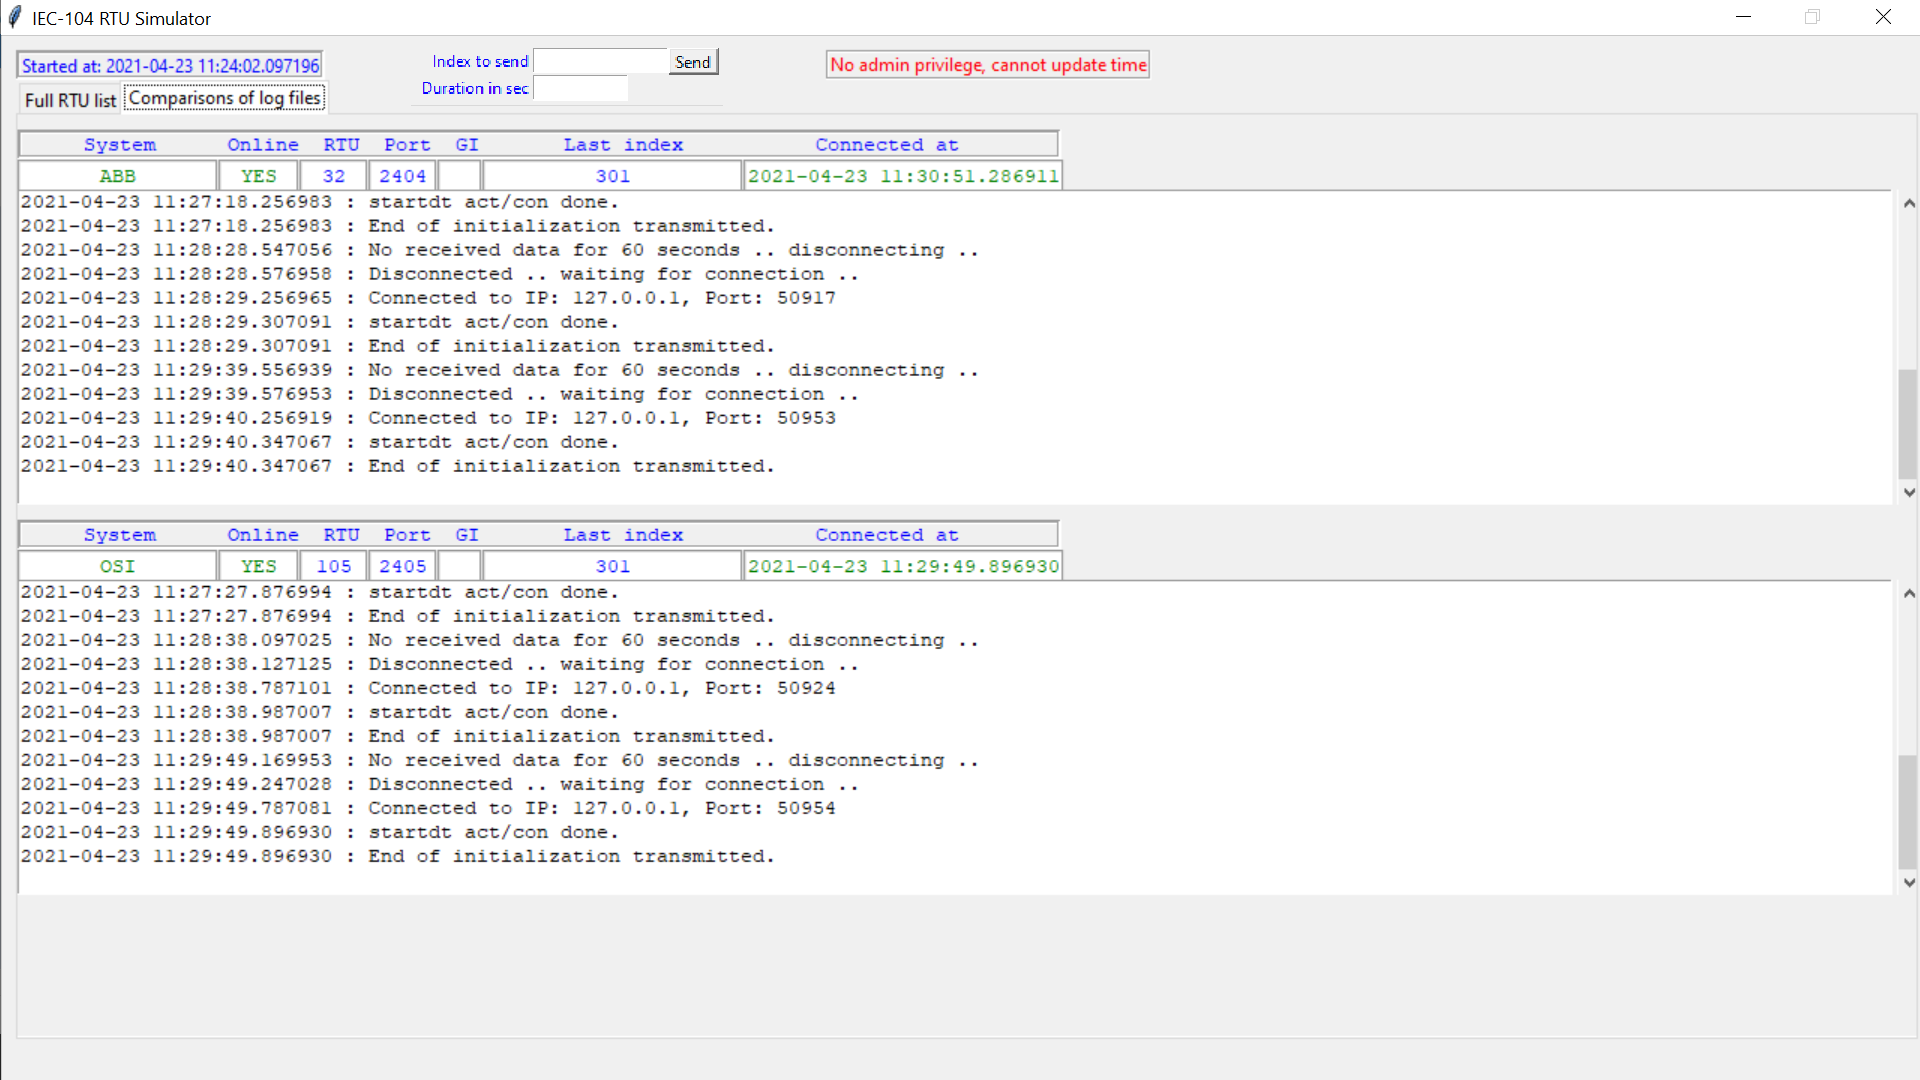 IEC-104 RTU Simulator
Started at: 2021-04-23 11:24:02.097196
Index to send
Send
Duration in sec
No admin privilege, cannot update time
Full RTU list
Comparisons of log files
System Online RTU Port GI Last index Connected at
ABB YES 32 2404 301 2021-04-23 11:30:51.286911
2021-04-23 11:27:18.256983 : startdt act/con done.
2021-04-23 11:27:18.256983 : End of initialization transmitted.
2021-04-23 11:28:28.547056 : No received data for 60 seconds .. disconnecting ..
2021-04-23 11:28:28.576958 : Disconnected .. waiting for connection ..
2021-04-23 11:28:29.256965 : Connected to IP: 127.0.0.1, Port: 50917
2021-04-23 11:28:29.307091 : startdt act/con done.
2021-04-23 11:28:29.307091 : End of initialization transmitted.
2021-04-23 11:29:39.556939 : No received data for 60 seconds .. disconnecting ..
2021-04-23 11:29:39.576953 : Disconnected .. waiting for connection ..
2021-04-23 11:29:40.256919 : Connected to IP: 127.0.0.1, Port: 50953
2021-04-23 11:29:40.347067 : startdt act/con done.
2021-04-23 11:29:40.347067 : End of initialization transmitted.
System Online RTU Port GI Last index Connected at
OSI YES 105 2405 301 2021-04-23 11:29:49.896930
2021-04-23 11:27:27.876994 : startdt act/con done.
2021-04-23 11:27:27.876994 : End of initialization transmitted.
2021-04-23 11:28:38.097025 : No received data for 60 seconds .. disconnecting ..
2021-04-23 11:28:38.127125 : Disconnected .. waiting for connection ..
2021-04-23 11:28:38.787101 : Connected to IP: 127.0.0.1, Port: 50924
2021-04-23 11:28:38.987007 : startdt act/con done.
2021-04-23 11:28:38.987007 : End of initialization transmitted.
2021-04-23 11:29:49.169953 : No received data for 60 seconds .. disconnecting ..
2021-04-23 11:29:49.247028 : Disconnected .. waiting for connection ..
2021-04-23 11:29:49.787081 : Connected to IP: 127.0.0.1, Port: 50954
2021-04-23 11:29:49.896930 : startdt act/con done.
2021-04-23 11:29:49.896930 : End of initialization transmitted.